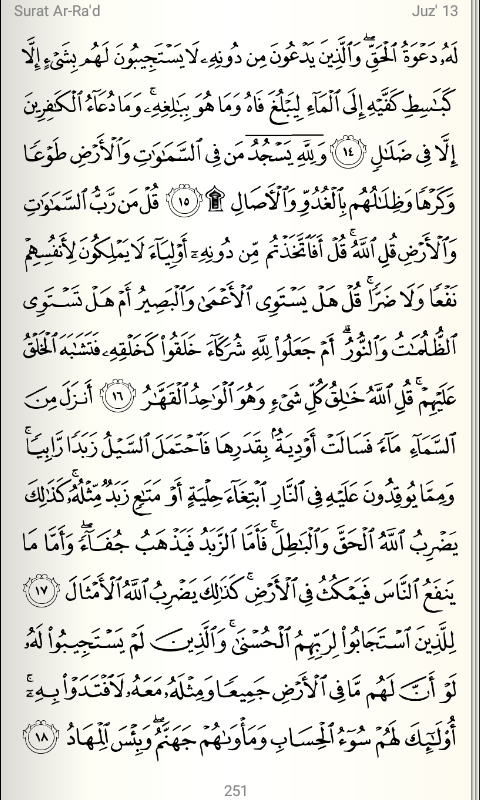 Surat Ar-Ra'd
Juz' 13
لَهُۥ دَعْوَةُ ٱلْحَقِّ ۖ وَٱلَّذِينَ يَدْعُونَ مِن دُونِهِۦ لَا يَسْتَجِيبُونَ لَهُم بِشَىْءٍ إِلَّا
كَبَـٰسِطِ كَفَّيْهِ إِلَى ٱلْمَآءِ لِيَبْلُغَ فَاهُ وَمَا هُوَ بِبَـٰلِغِهِۦ ۚ وَمَا دُعَآءُ ٱلْكَـٰفِرِينَ
إِلَّا فِى ضَلَـٰلٍ ١٤ وَلِلَّهِ يَسْجُدُ مَن فِى ٱلسَّمَـٰوَٰتِ وَٱلْأَرْضِ طَوْعًا
وَكَرْهًا وَظِلَـٰلُهُم بِٱلْغُدُوِّ وَٱلْـَٔاصَالِ ۩ ١٥ قُلْ مَن رَّبُّ ٱلسَّمَـٰوَٰتِ
وَٱلْأَرْضِ قُلِ ٱللَّهُ ۚ قُلْ أَفَٱتَّخَذْتُم مِّن دُونِهِۦٓ أَوْلِيَآءَ لَا يَمْلِكُونَ لِأَنفُسِهِمْ
نَفْعًا وَلَا ضَرًّا ۚ قُلْ هَلْ يَسْتَوِى ٱلْأَعْمَىٰ وَٱلْبَصِيرُ أَمْ هَلْ تَسْتَوِى
ٱلظُّلُمَـٰتُ وَٱلنُّورُ ۗ أَمْ جَعَلُوا۟ لِلَّهِ شُرَكَآءَ خَلَقُوا۟ كَخَلْقِهِۦ فَتَشَـٰبَهَ ٱلْخَلْقُ
عَلَيْهِمْ ۚ قُلِ ٱللَّهُ خَـٰلِقُ كُلِّ شَىْءٍ وَهُوَ ٱلْوَٰحِدُ ٱلْقَهَّـٰرُ ١٦ أَنزَلَ مِنَ
ٱلسَّمَآءِ مَآءً فَسَالَتْ أَوْدِيَةٌۢ بِقَدَرِهَا فَٱحْتَمَلَ ٱلسَّيْلُ زَبَدًا رَّابِيًا ۚ
وَمِمَّا يُوقِدُونَ عَلَيْهِ فِى ٱلنَّارِ ٱبْتِغَآءَ حِلْيَةٍ أَوْ مَتَـٰعٍ زَبَدٌ مِّثْلُهُۥ ۚ كَذَٰلِكَ
يَضْرِبُ ٱللَّهُ ٱلْحَقَّ وَٱلْبَـٰطِلَ ۚ فَأَمَّا ٱلزَّبَدُ فَيَذْهَبُ جُفَآءً ۖ وَأَمَّا مَا
يَنفَعُ ٱلنَّاسَ فَيَمْكُثُ فِى ٱلْأَرْضِ ۚ كَذَٰلِكَ يَضْرِبُ ٱللَّهُ ٱلْأَمْثَالَ ١٧
لِلَّذِينَ ٱسْتَجَابُوا۟ لِرَبِّهِمُ ٱلْحُسْنَىٰ ۚ وَٱلَّذِينَ لَمْ يَسْتَجِيبُوا۟ لَهُۥ
لَوْ أَنَّ لَهُم مَّا فِى ٱلْأَرْضِ جَمِيعًا وَمِثْلَهُۥ مَعَهُۥ لَٱفْتَدَوْا۟ بِهِۦٓ ۚ
أُو۟لَـٰٓئِكَ لَهُمْ سُوٓءُ ٱلْحِسَابِ وَمَأْوَىٰهُمْ جَهَنَّمُ ۖ وَبِئْسَ ٱلْمِهَادُ ١٨
251